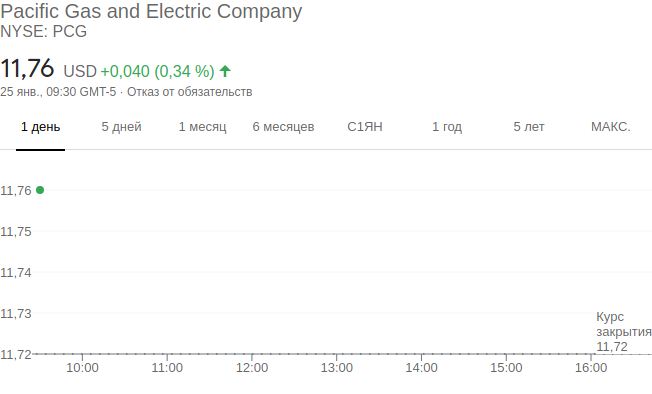 Pacific Gas and Electric Company
NYSE: PCG
11,76 USD +0,040 (0,34 %)
25 янв., 09:30 GMT-5 · Отказ от обязательств
1 день 5 дней 1 месяц 6 месяцев С1ЯН 1 год 5 лет МАКС.
11,76
11,75
11,74
11,73
Курс
закрытия
11,72
11,72
10:00 11:00 12:00 13:00 14:00 15:00 16:00